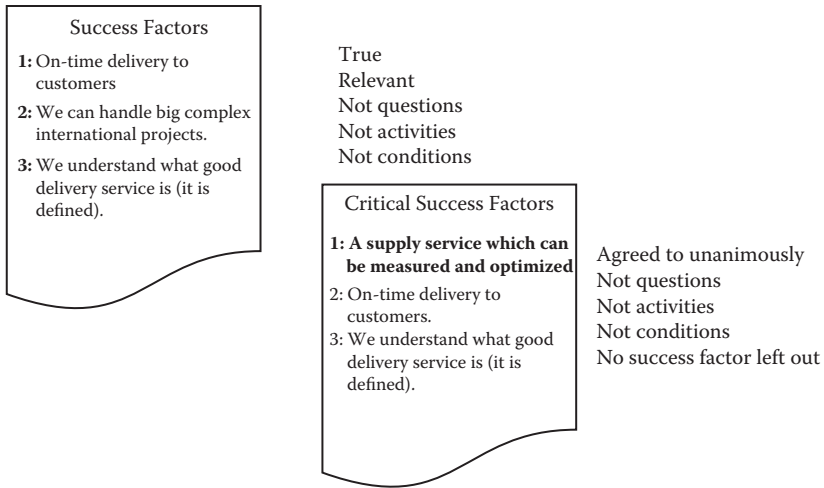 Success Factors
1: On-time delivery to
customers
2: We can handle big complex
international projects.
3: We understand what good
delivery service is (it is
defined).
True
Relevant
Not questions
Not activities
Not conditions
Critical Success Factors
1: A supply service which can
be measured and optimized
2: On-time delivery to
customers.
3: We understand what good
delivery service is (it is
defined).
Agreed to unanimously
Not questions
Not activities
Not conditions
No success factor left out